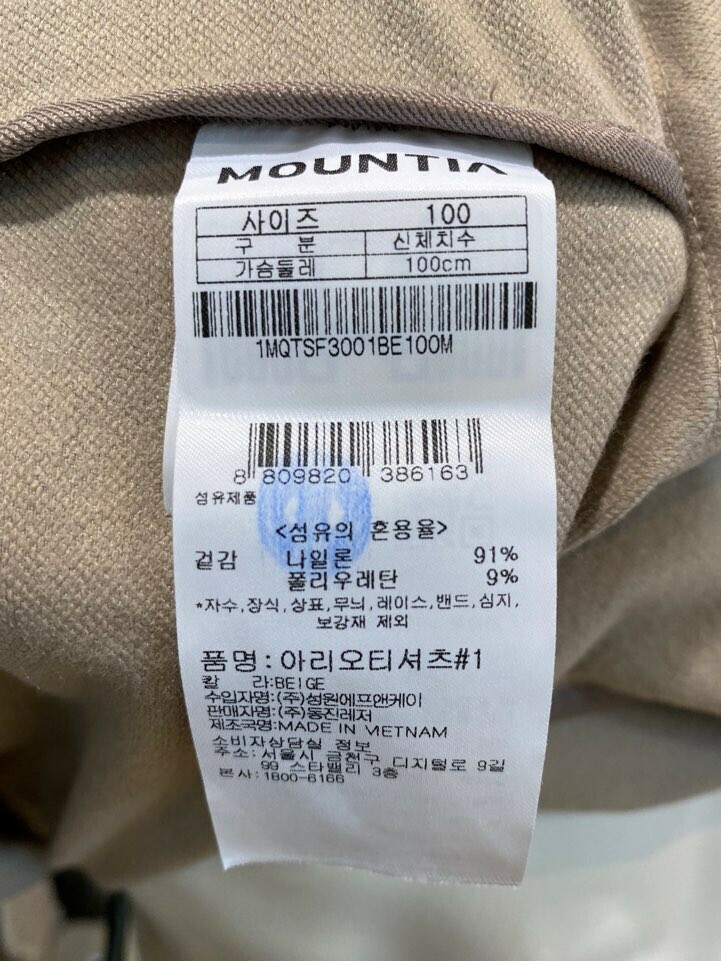 MOUNTIA
사이즈 100
구 분 신체치수
가슴둘레 100cm
1MQTSF3001BE100M
8 809820 386163
섬유제품
<섬유의 혼용율>
겉감 나일론 91%
폴리우레탄 9%
*자수,장식,상표,무늬,레이스,밴드,심지,
보강재 제외
품명:아리오티셔츠#1
칼 라:BEIGE
수입자명:(주)성원에프앤케이
판매자명:(주)동진레저
제조국명:MADE IN VIETNAM
소비자상담실 정보
주소:서울시 금천구 디지털로 9길
99 스타밸리 3층
본사:1800-6166